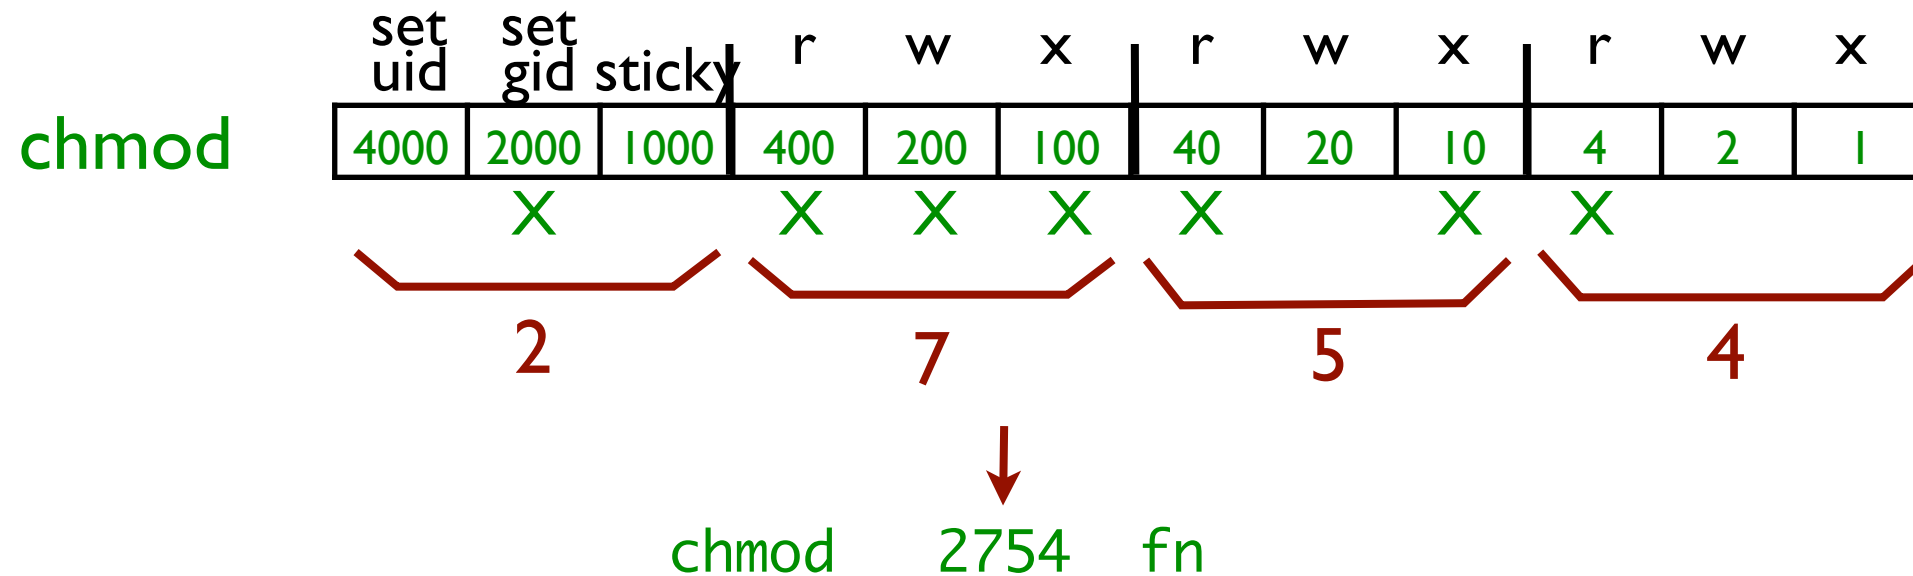 set uid set gid sticky r w x r w x r w x
chmod 4000 2000 1000 400 200 100 40 20 10 4 2 1
X X X X X X X
2 7 5 4
chmod 2754 fn